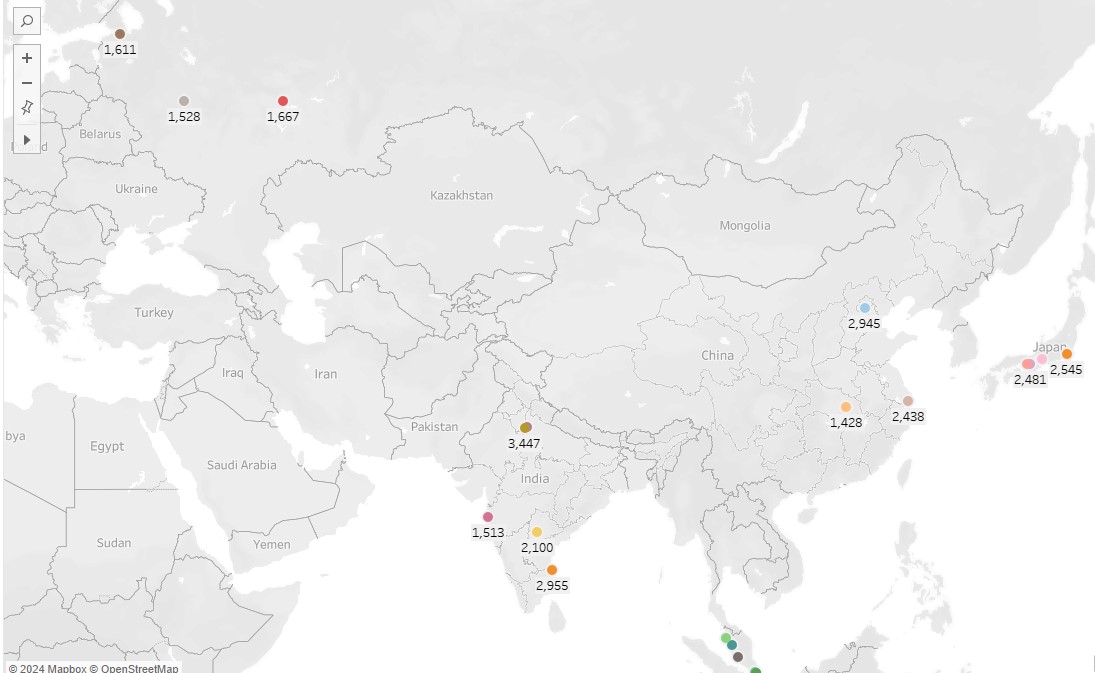 1,611
1,528
1,667
Belarus
nd
Ukraine
Kazakhstan
Mongolia
Turkey
2,945
China
Japan
2,545
2,481
Iraq
Iran
2,438
1,428
Pakistan
3,447
bya
Egypt
Saudi Arabia
India
1,513
2,100
Sudan
Yemen
2,955
© 2024 Mapbox © OpenStreetMap